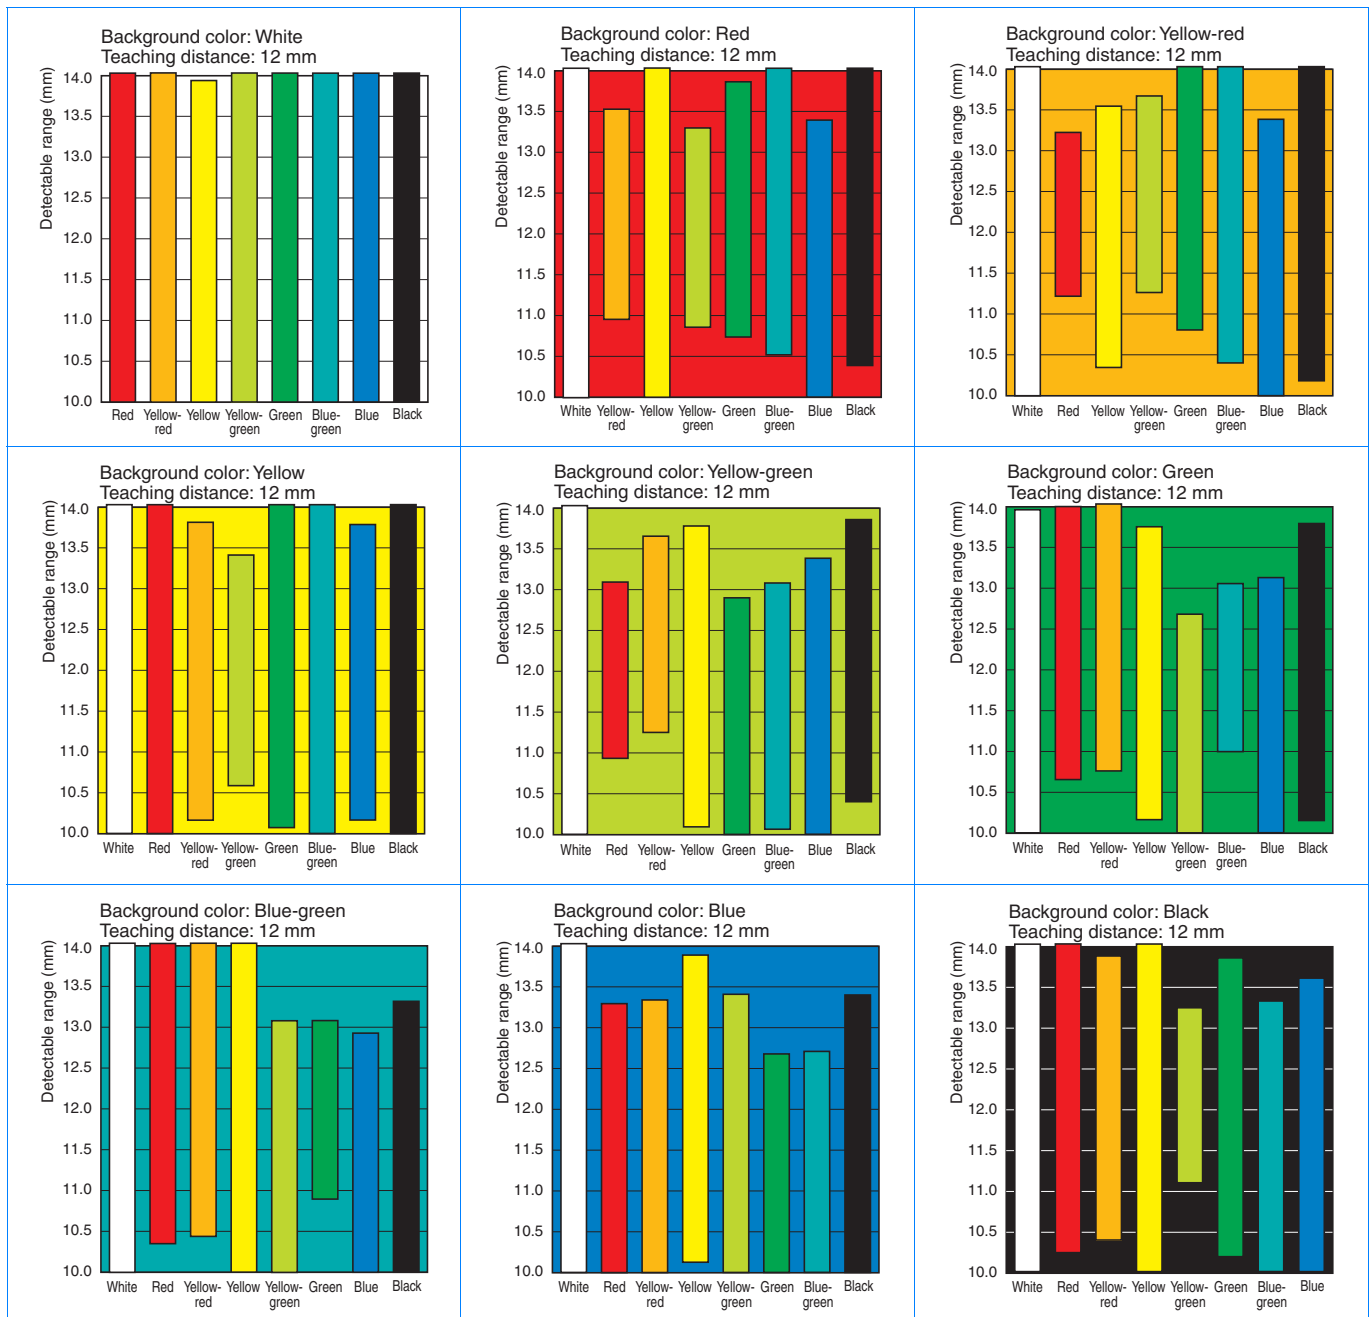 Background color: White
Teaching distance: 12 mm
Detectable range (mm)
14.0
13.5
13.0
12.5
12.0
11.5
11.0
10.5
10.0
Red Yellow-red Yellow Yellow-green Green Blue-green Blue Black
Background color: Red
Teaching distance: 12 mm
Detectable range (mm)
14.0
13.5
13.0
12.5
12.0
11.5
11.0
10.5
10.0
White Yellow-red Yellow Yellow-green Green Blue-green Blue Black
Background color: Yellow-red
Teaching distance: 12 mm
Detectable range (mm)
14.0
13.5
13.0
12.5
12.0
11.5
11.0
10.5
10.0
White Red Yellow Yellow-green Green Blue-green Blue Black
Background color: Yellow
Teaching distance: 12 mm
Detectable range (mm)
14.0
13.5
13.0
12.5
12.0
11.5
11.0
10.5
10.0
White Red Yellow-red Yellow-green Green Blue-green Blue Black
Background color: Yellow-green
Teaching distance: 12 mm
Detectable range (mm)
14.0
13.5
13.0
12.5
12.0
11.5
11.0
10.5
10.0
White Red Yellow-red Yellow Green Blue-green Blue Black
Background color: Green
Teaching distance: 12 mm
Detectable range (mm)
14.0
13.5
13.0
12.5
12.0
11.5
11.0
10.5
10.0
White Red Yellow-red Yellow Yellow-green Blue-green Blue Black
Background color: Blue-green
Teaching distance: 12 mm
Detectable range (mm)
14.0
13.5
13.0
12.5
12.0
11.5
11.0
10.5
10.0
White Red Yellow-red Yellow Yellow-green Green Blue Black
Background color: Blue
Teaching distance: 12 mm
Detectable range (mm)
14.0
13.5
13.0
12.5
12.0
11.5
11.0
10.5
10.0
White Red Yellow-red Yellow Yellow-green Green Blue-green Black
Background color: Black
Teaching distance: 12 mm
Detectable range (mm)
14.0
13.5
13.0
12.5
12.0
11.5
11.0
10.5
10.0
White Red Yellow-red Yellow Yellow-green Green Blue-green Blue